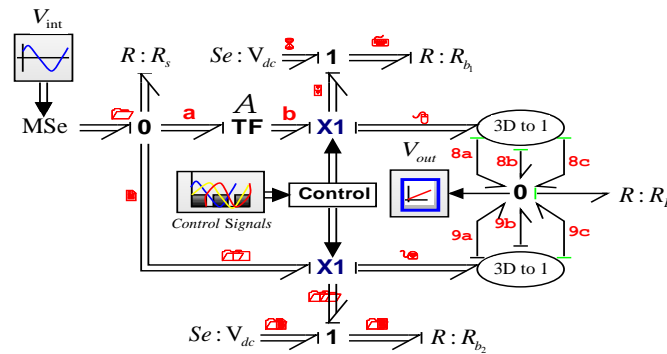 V_int
R : R_s
Se : V_dc 1 R : R_b1
MSe 0 a A TF b X1 3D to 1
8a 8b 8c
V_out
Control Signals
Control
0 R : R_L
9a 9b 9c
X1 3D to 1
Se : V_dc 1 R : R_b2